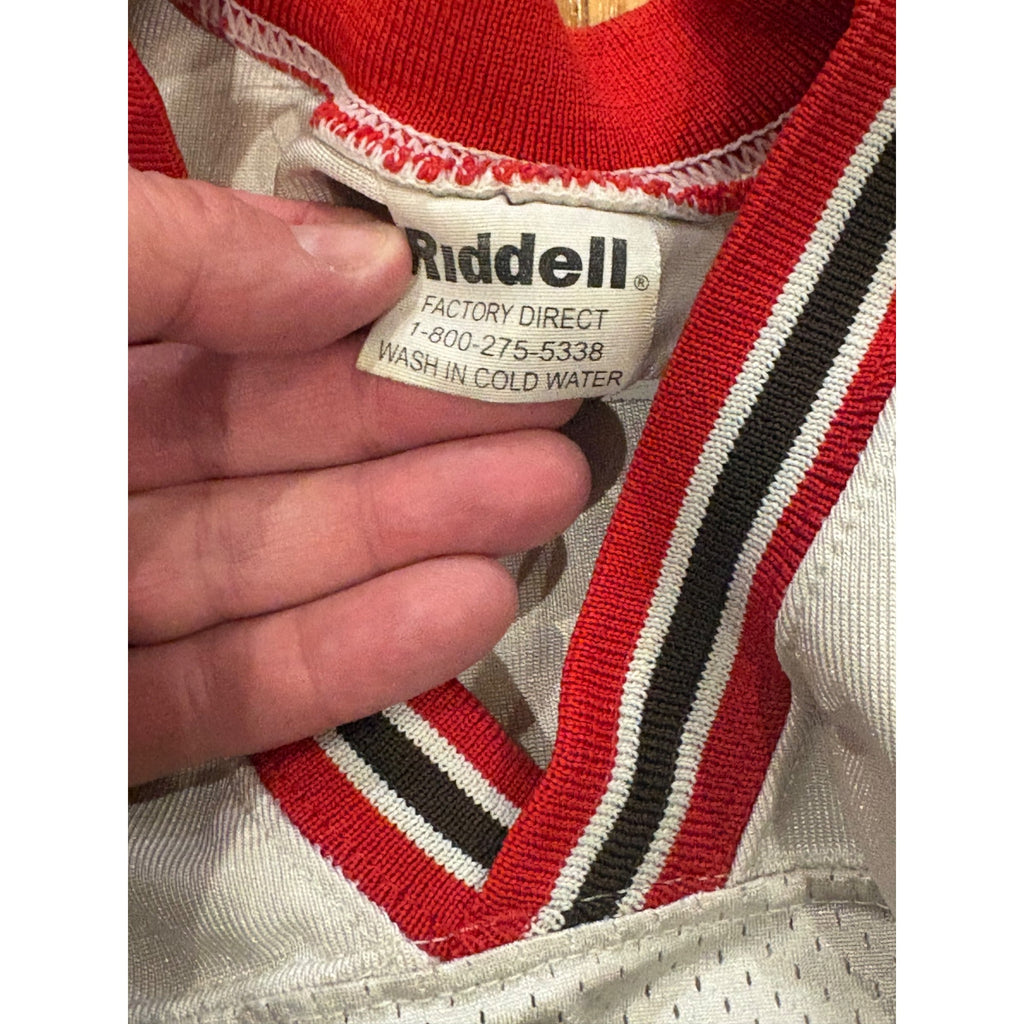 Riddell®
FACTORY DIRECT
1-800-275-5338
WASH IN COLD WATER